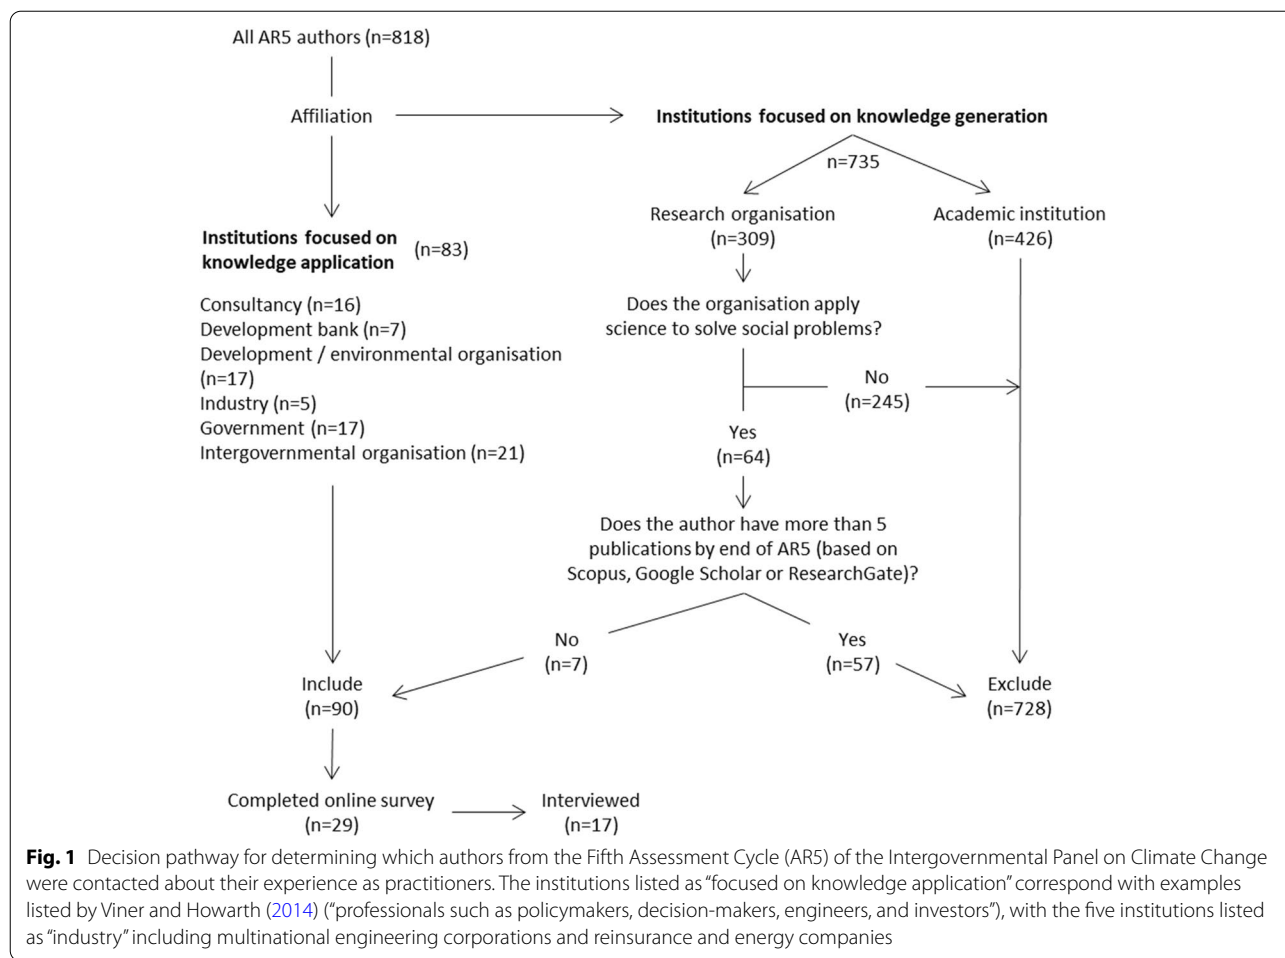 All AR5 authors (n=818)
Affiliation
Institutions focused on knowledge generation
n=735
Research organisation
(n=309)
Academic institution
(n=426)
Institutions focused on
knowledge application
(n=83)
Consultancy (n=16)
Development bank (n=7)
Development / environmental organisation
(n=17)
Industry (n=5)
Government (n=17)
Intergovernmental organisation (n=21)
Does the organisation apply
science to solve social problems?
No
(n=245)
Yes
(n=64)
Does the author have more than 5
publications by end of AR5 (based on
Scopus, Google Scholar or ResearchGate)?
No
(n=7)
Yes
(n=57)
Include
(n=90)
Exclude
(n=728)
Completed online survey
(n=29)
Interviewed
(n=17)
Fig. 1 Decision pathway for determining which authors from the Fifth Assessment Cycle (AR5) of the Intergovernmental Panel on Climate Change
were contacted about their experience as practitioners. The institutions listed as “focused on knowledge application” correspond with examples
listed by Viner and Howarth (2014) (“professionals such as policymakers, decision-makers, engineers, and investors”), with the five institutions listed
as “industry” including multinational engineering corporations and reinsurance and energy companies